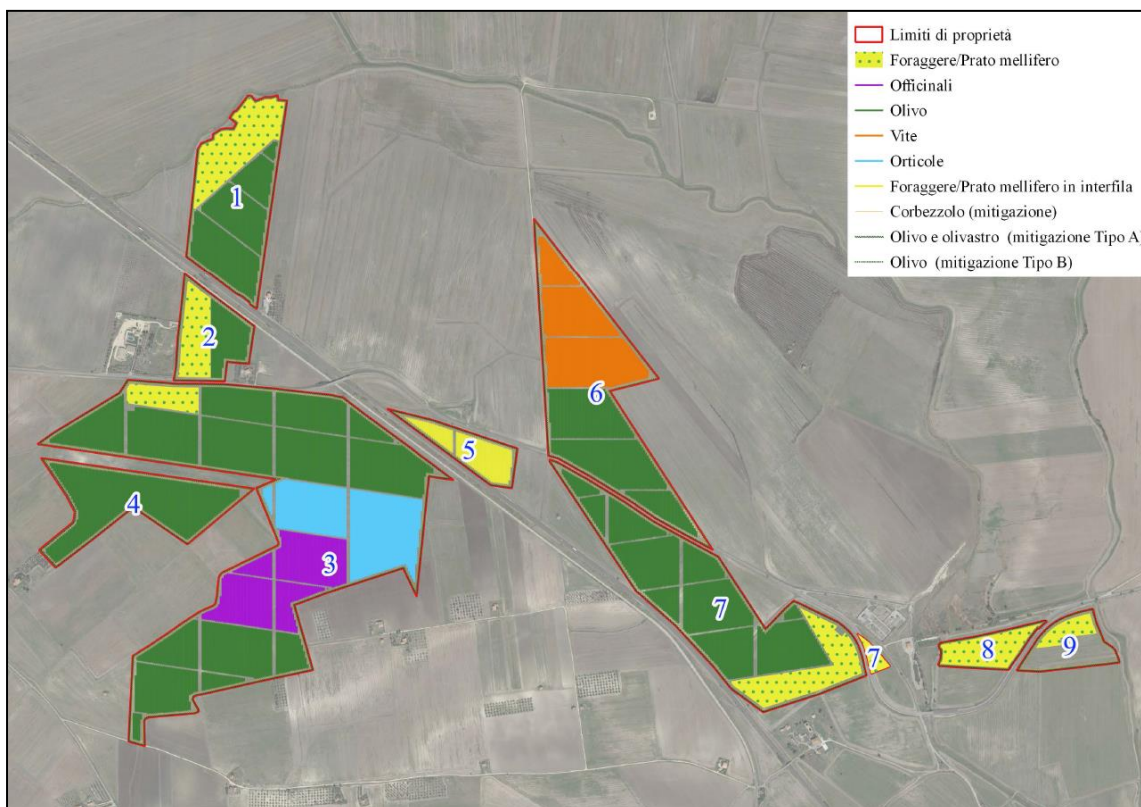 Limiti di proprietà
Foraggere/Prato mellifero
Officinali
Olivo
Vite
Orticole
Foraggere/Prato mellifero in interfila
Corbezzolo (mitigazione)
Olivo e olivastro (mitigazione Tipo A)
Olivo (mitigazione Tipo B)
1
2
6
5
4
3
7
7
8
9